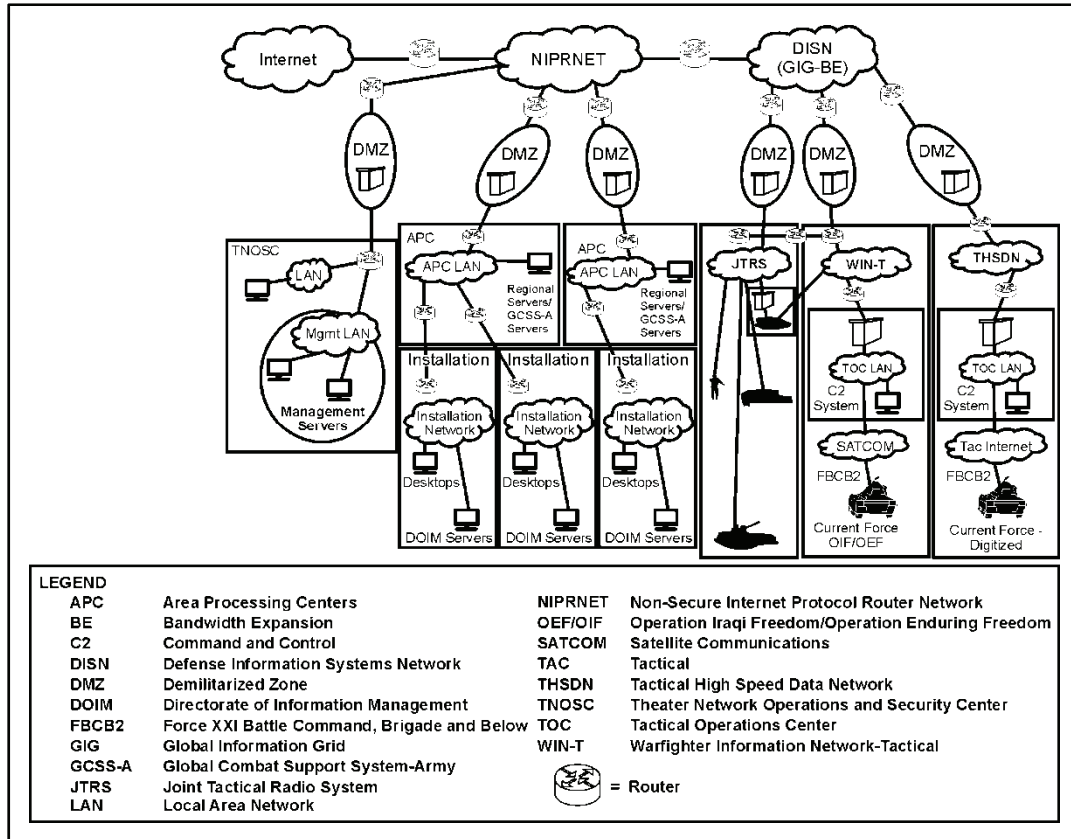 Internet
NIPRNET
DISN
(GIG-BE)
DMZ
DMZ
DMZ
DMZ
DMZ
DMZ
TNOSC
LAN
Mgmt LAN
Management
Servers
APC
APC LAN
Regional
Servers/
GCSS-A
Servers
APC
APC LAN
Regional
Servers/
GCSS-A
Servers
JTRS
WIN-T
THSDN
Installation
Installation
Network
Desktops
DOIM Servers
Installation
Installation
Network
Desktops
DOIM Servers
Installation
Installation
Network
Desktops
DOIM Servers
TOC LAN
C2
System
SATCOM
FBCB2
Current Force
OIF/OEF
TOC LAN
C2
System
Tac Internet
FBCB2
Current Force -
Digitized
LEGEND
APC Area Processing Centers
BE Bandwidth Expansion
C2 Command and Control
DISN Defense Information Systems Network
DMZ Demilitarized Zone
DOIM Directorate of Information Management
FBCB2 Force XXI Battle Command, Brigade and Below
GIG Global Information Grid
GCSS-A Global Combat Support System-Army
JTRS Joint Tactical Radio System
LAN Local Area Network
NIPRNET Non-Secure Internet Protocol Router Network
OEF/OIF Operation Iraqi Freedom/Operation Enduring Freedom
SATCOM Satellite Communications
TAC Tactical
THSDN Tactical High Speed Data Network
TNOSC Theater Network Operations and Security Center
TOC Tactical Operations Center
WIN-T Warfighter Information Network-Tactical
= Router